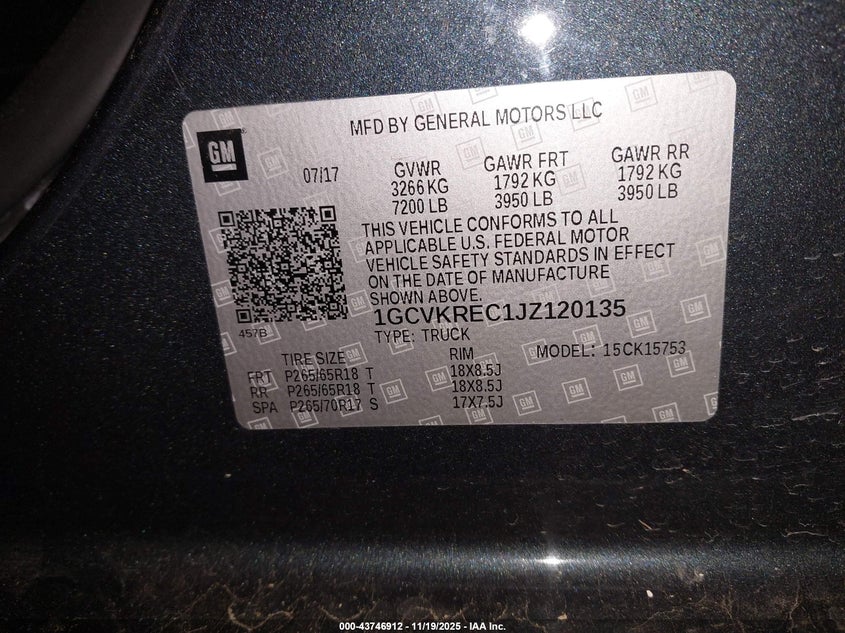 MFD BY GENERAL MOTORS LLC
GM
07/17
GVWR
3266 KG
7200 LB
GAWR FRT
1792 KG
3950 LB
GAWR RR
1792 KG
3950 LB
THIS VEHICLE CONFORMS TO ALL
APPLICABLE U.S. FEDERAL MOTOR
VEHICLE SAFETY STANDARDS IN EFFECT
ON THE DATE OF MANUFACTURE
SHOWN ABOVE.
457B
1GCVKREC1JZ120135
TYPE: TRUCK
MODEL: 15CK15753
TIRE SIZE RIM
FRT P265/65R18 T 18X8.5J
RR P265/65R18 T 18X8.5J
SPA P265/70R17 S 17X7.5J
000-43746912 - 11/19/2025 - IAA Inc.